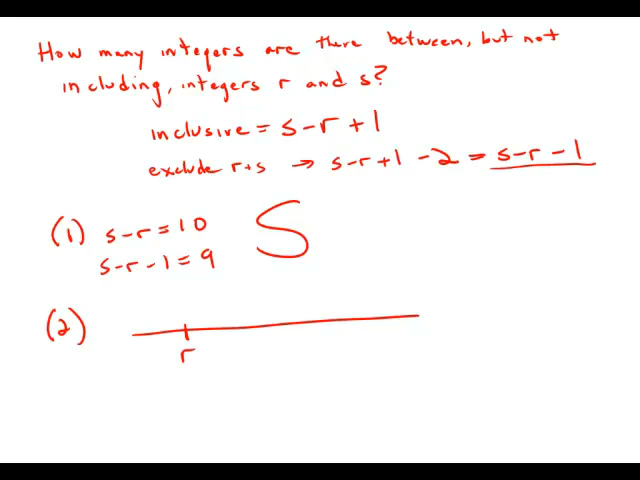 How many integers are there between, but not
including, integers r and s?
inclusive = s-r+1
exclude r+s → s-r+1 -2 = s-r-1
(1) s-r=10 S
s-r-1=9
(2)
r